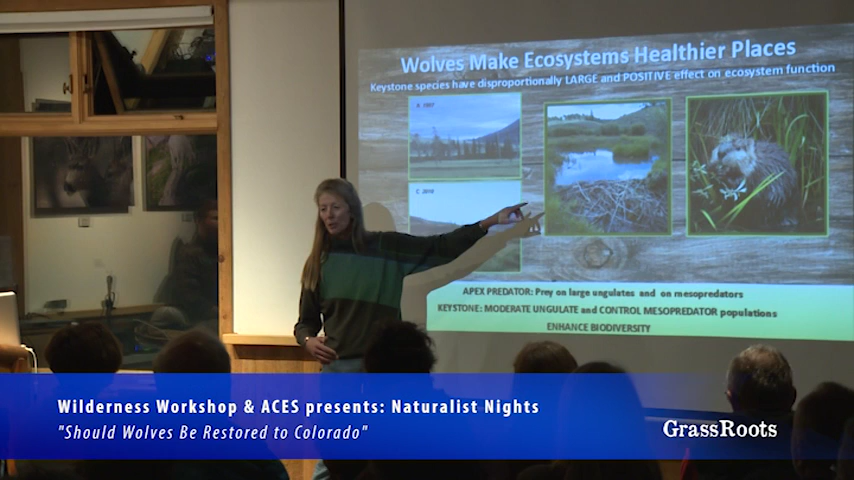 Wolves Make Ecosystems Healthier Places
Keystone species have disproportionally LARGE and POSITIVE effect on ecosystem function
A 1997
C 2010
APEX PREDATOR: Prey on large ungulates and on mesopredators
KEYSTONE: MODERATE UNGULATE and CONTROL MESOPREDATOR populations
ENHANCE BIODIVERSITY
Wilderness Workshop & ACES presents: Naturalist Nights
"Should Wolves Be Restored to Colorado"
GrassRoots